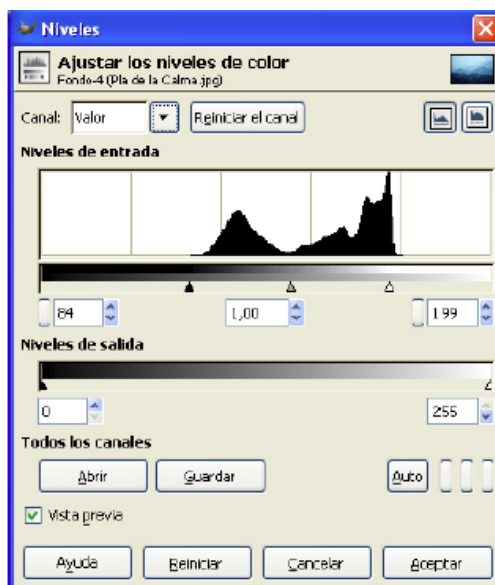 Niveles
Ajustar los niveles de color
Fondo-4 (Pla de la Calma.jpg)
Canal: Valor Reiniciar el canal
Niveles de entrada
84 1,00 199
Niveles de salida
0 255
Todos los canales
Abrir Guardar Auto
Vista previa
Ayuda Reiniciar Cancelar Aceptar